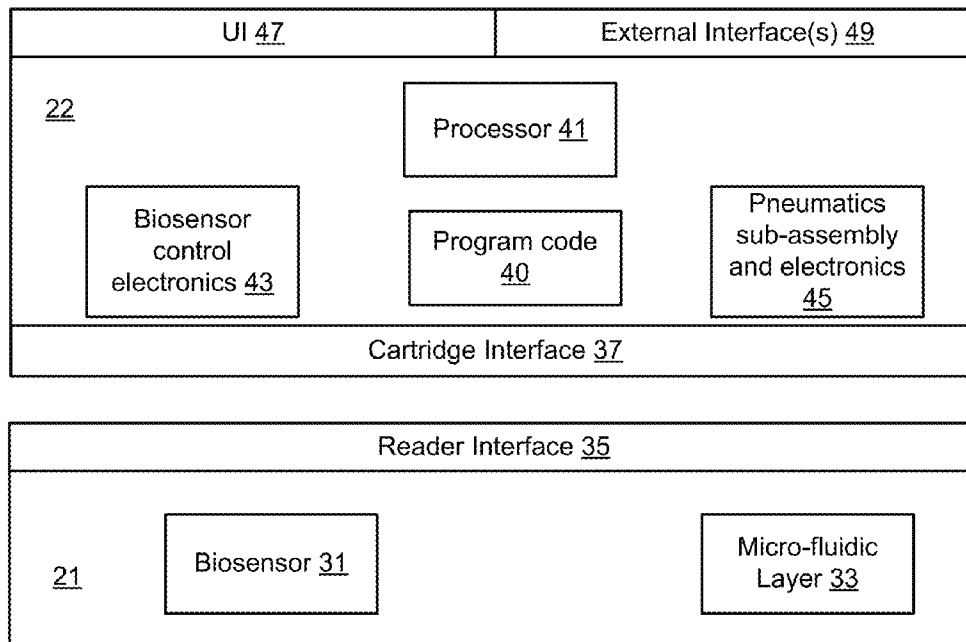 UI 47
External Interface(s) 49
22
Processor 41
Biosensor
control
electronics 43
Program code
40
Pneumatics
sub-assembly
and electronics
45
Cartridge Interface 37
Reader Interface 35
21
Biosensor 31
Micro-fluidic
Layer 33